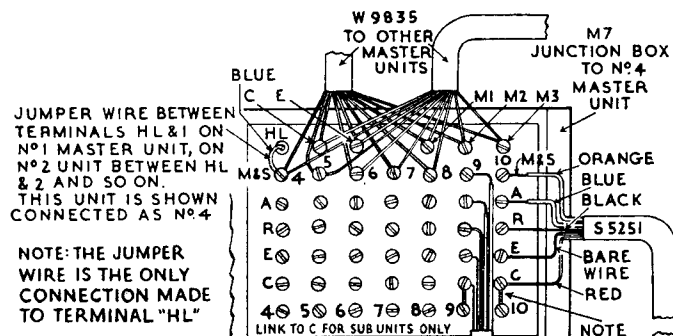 W 9835
TO OTHER
MASTER
UNITS
M7
JUNCTION BOX
TO Nº4
MASTER
UNIT
BLUE
C E
M1 M2 M3
JUMPER WIRE BETWEEN
TERMINALS HL & 1 ON
Nº1 MASTER UNIT, ON
Nº2 UNIT BETWEEN HL
& 2 AND SO ON.
THIS UNIT IS SHOWN
CONNECTED AS Nº.4
NOTE: THE JUMPER
WIRE IS THE ONLY
CONNECTION MADE
TO TERMINAL "HL"
HL
M&S 4 5 6 7 8 9 10 M&S
A A
R R
E E
C C
4 5 6 7 8 9 10
LINK TO C FOR SUB UNITS ONLY
ORANGE
BLUE
BLACK
S 5251
BARE
WIRE
RED
NOTE